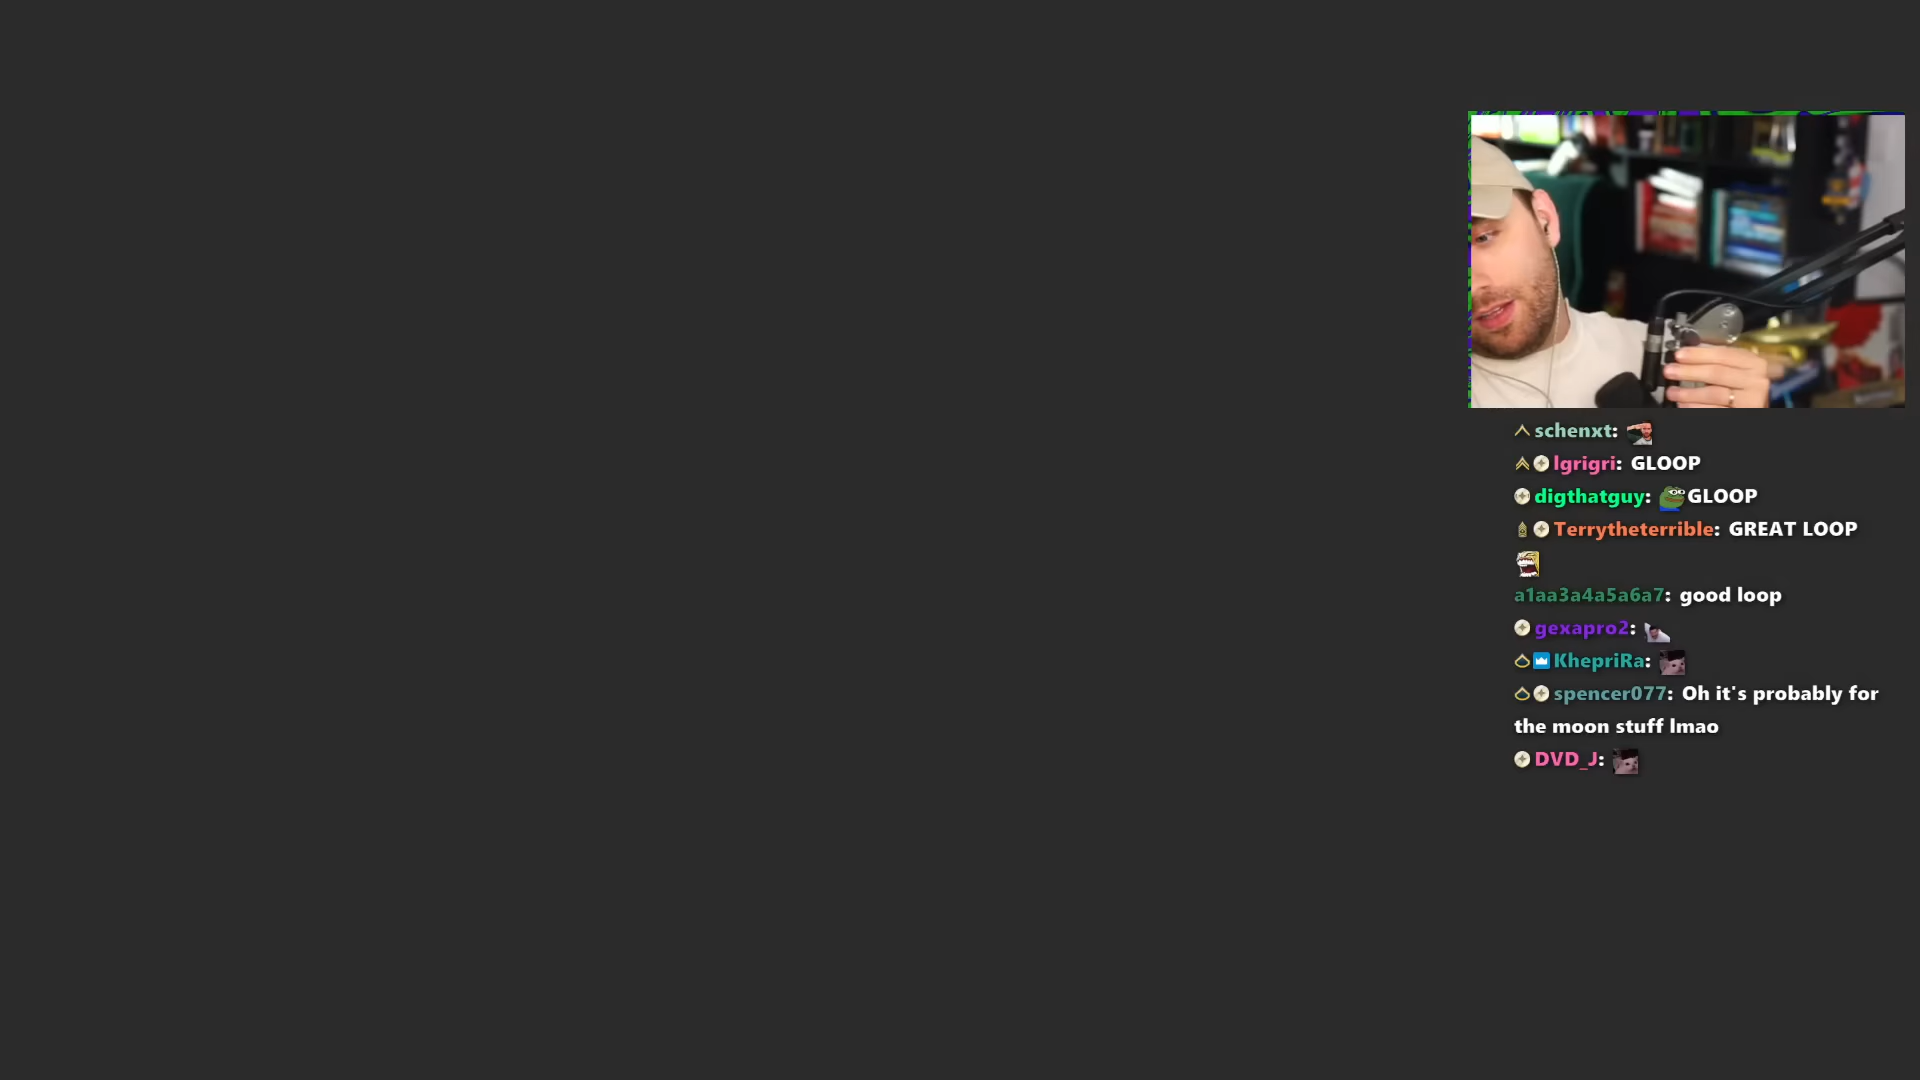 schenxt:
lgrigri: GLOOP
digthatguy: GLOOP
Terrytheterrible: GREAT LOOP
a1aa3a4a5a6a7: good loop
gexapro2:
KhepriRa:
spencer077: Oh it's probably for
the moon stuff lmao
DVD_J: